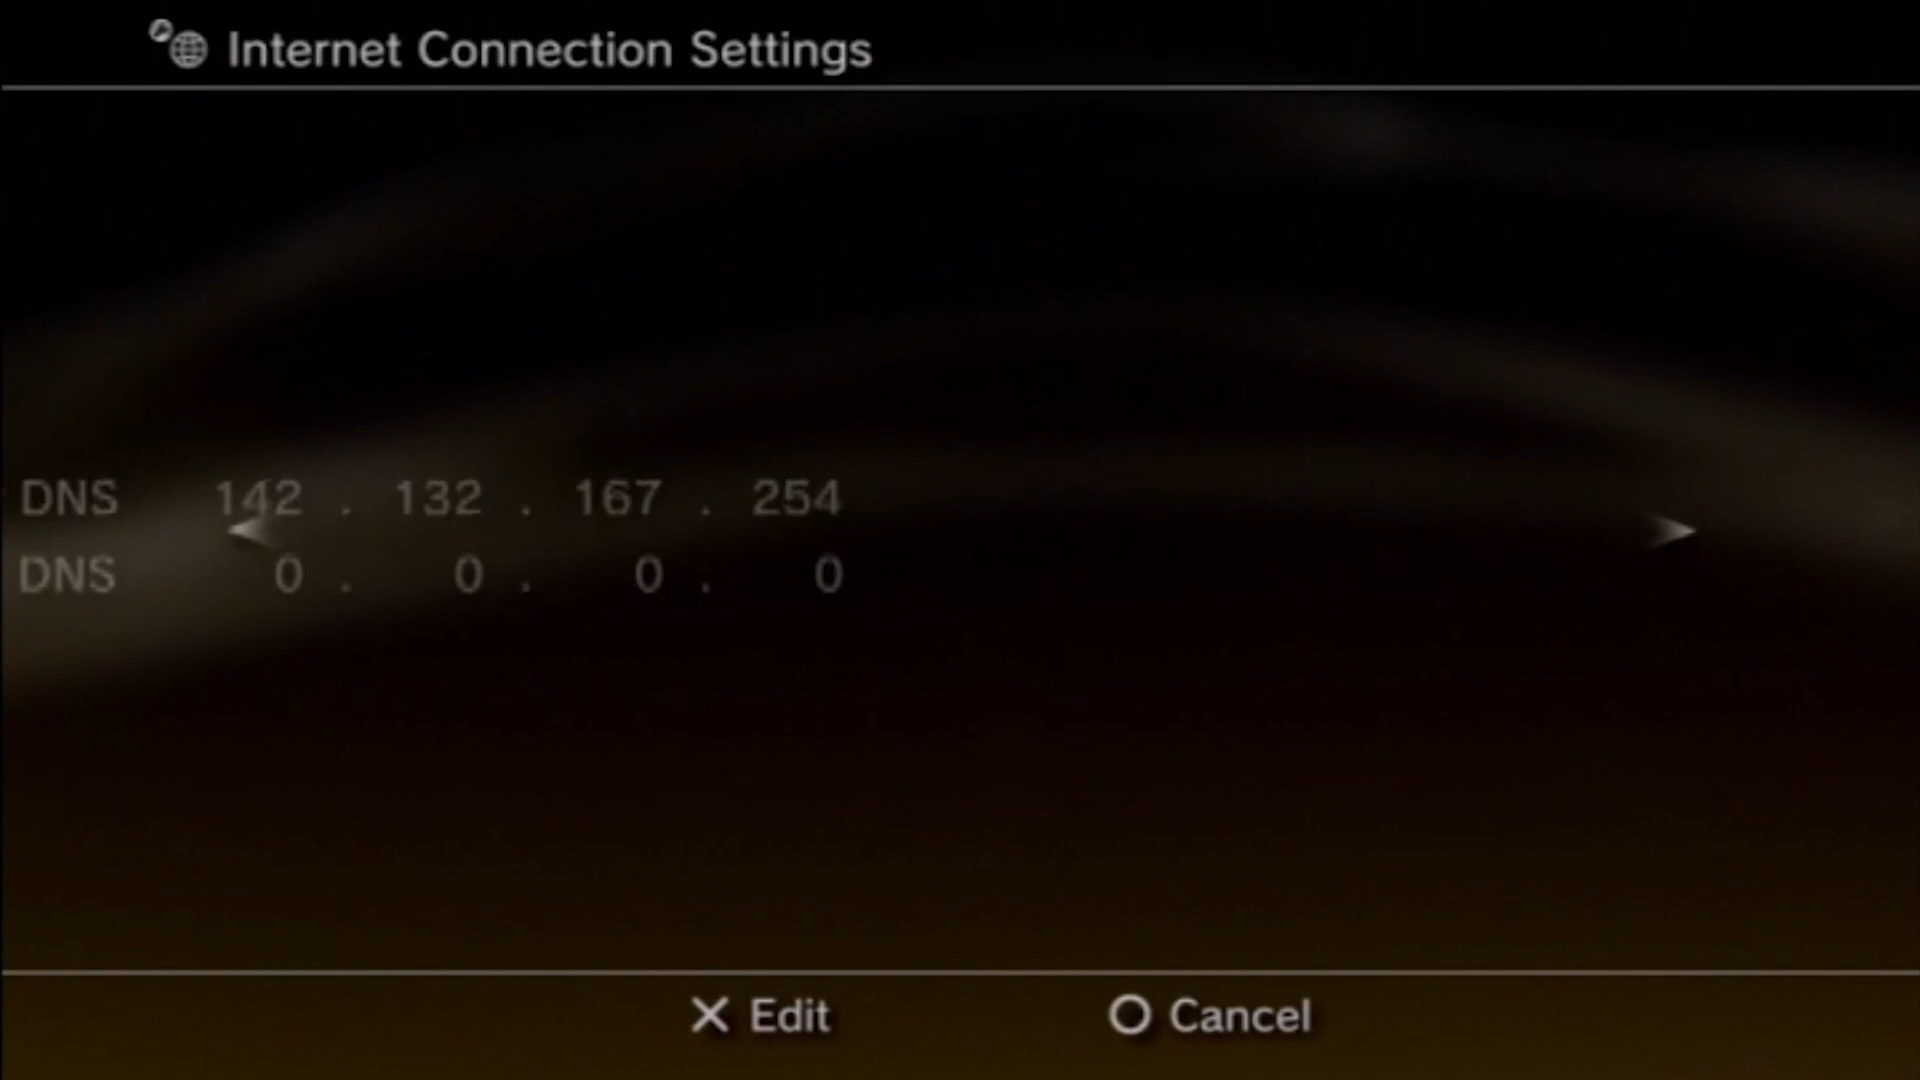 Internet Connection Settings
DNS 142 . 132 . 167 . 254
DNS 0 . 0 . 0 . 0
Edit Cancel